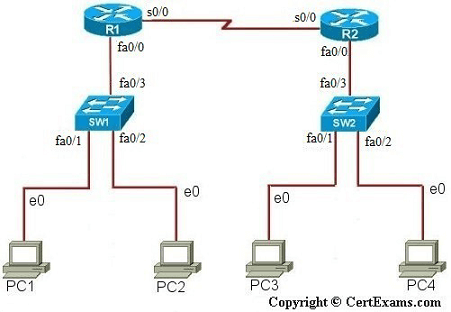 s0/0
s0/0
R1
R2
fa0/0
fa0/0
fa0/3
fa0/3
SW1
SW2
fa0/1
fa0/2
fa0/1
fa0/2
e0
e0
e0
e0
PC1
PC2
PC3
PC4
Copyright © CertExams.com